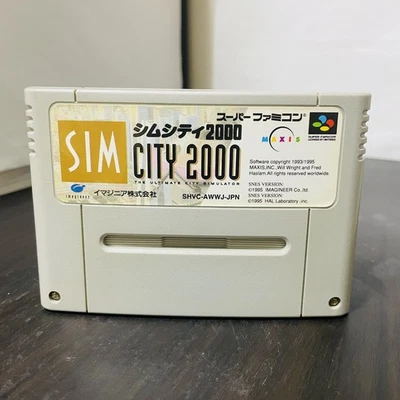 スーパーファミコン
シムシティ2000
SIM
CITY 2000
THE ULTIMATE CITY SIMULATOR
MAXIS
Software copyright 1993/1995
MAXIS,INC.,Will Wright and Fred
Haslam All rights reserved worldwide.
SNES VERSION:
©1995 IMAGINEER Co.,ltd.
SNES VERSION:
©1995 HAL Laboratory, inc.
IMAGINEER
イマジニア株式会社
SHVC-AWWJ-JPN